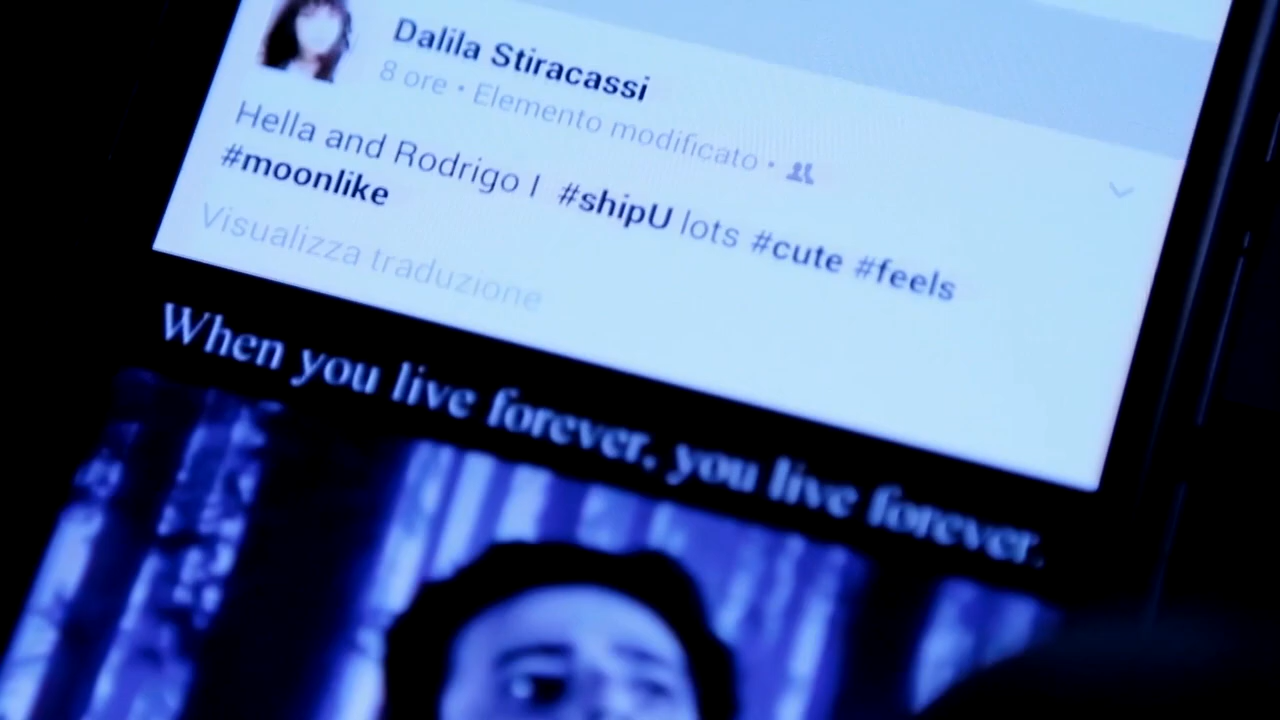 Dalila Stiracassi
8 ore • Elemento modificato •
Hella and Rodrigo I #shipU lots #cute #feels
#moonlike
Visualizza traduzione
When you live forever, you live forever.